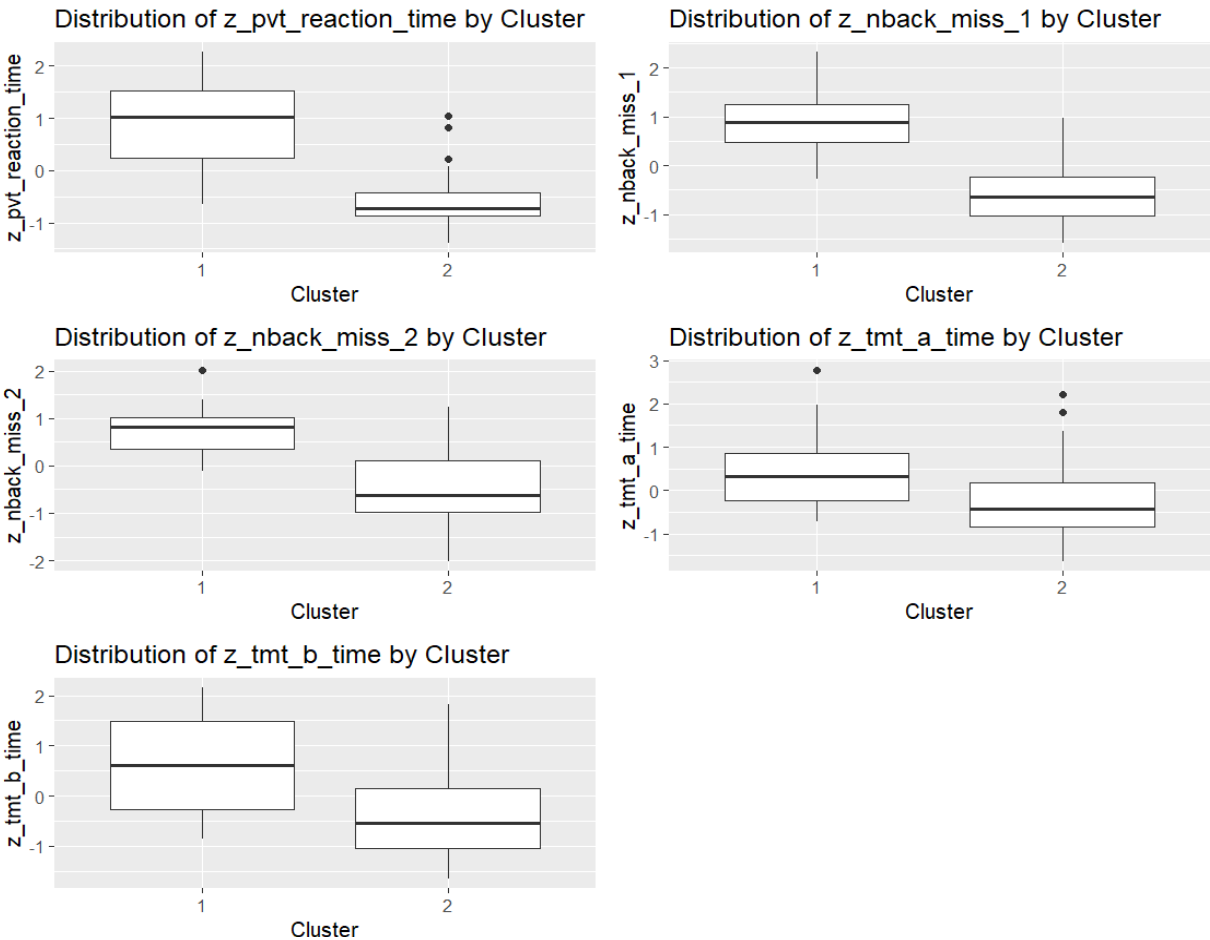 Distribution of z_pvt_reaction_time by Cluster
z_pvt_reaction_time
2
1
0
-1
1
2
Cluster
Distribution of z_nback_miss_1 by Cluster
z_nback_miss_1
2
1
0
-1
1
2
Cluster
Distribution of z_nback_miss_2 by Cluster
z_nback_miss_2
2
1
0
-1
-2
1
2
Cluster
Distribution of z_tmt_a_time by Cluster
z_tmt_a_time
3
2
1
0
-1
1
2
Cluster
Distribution of z_tmt_b_time by Cluster
z_tmt_b_time
2
1
0
-1
1
2
Cluster